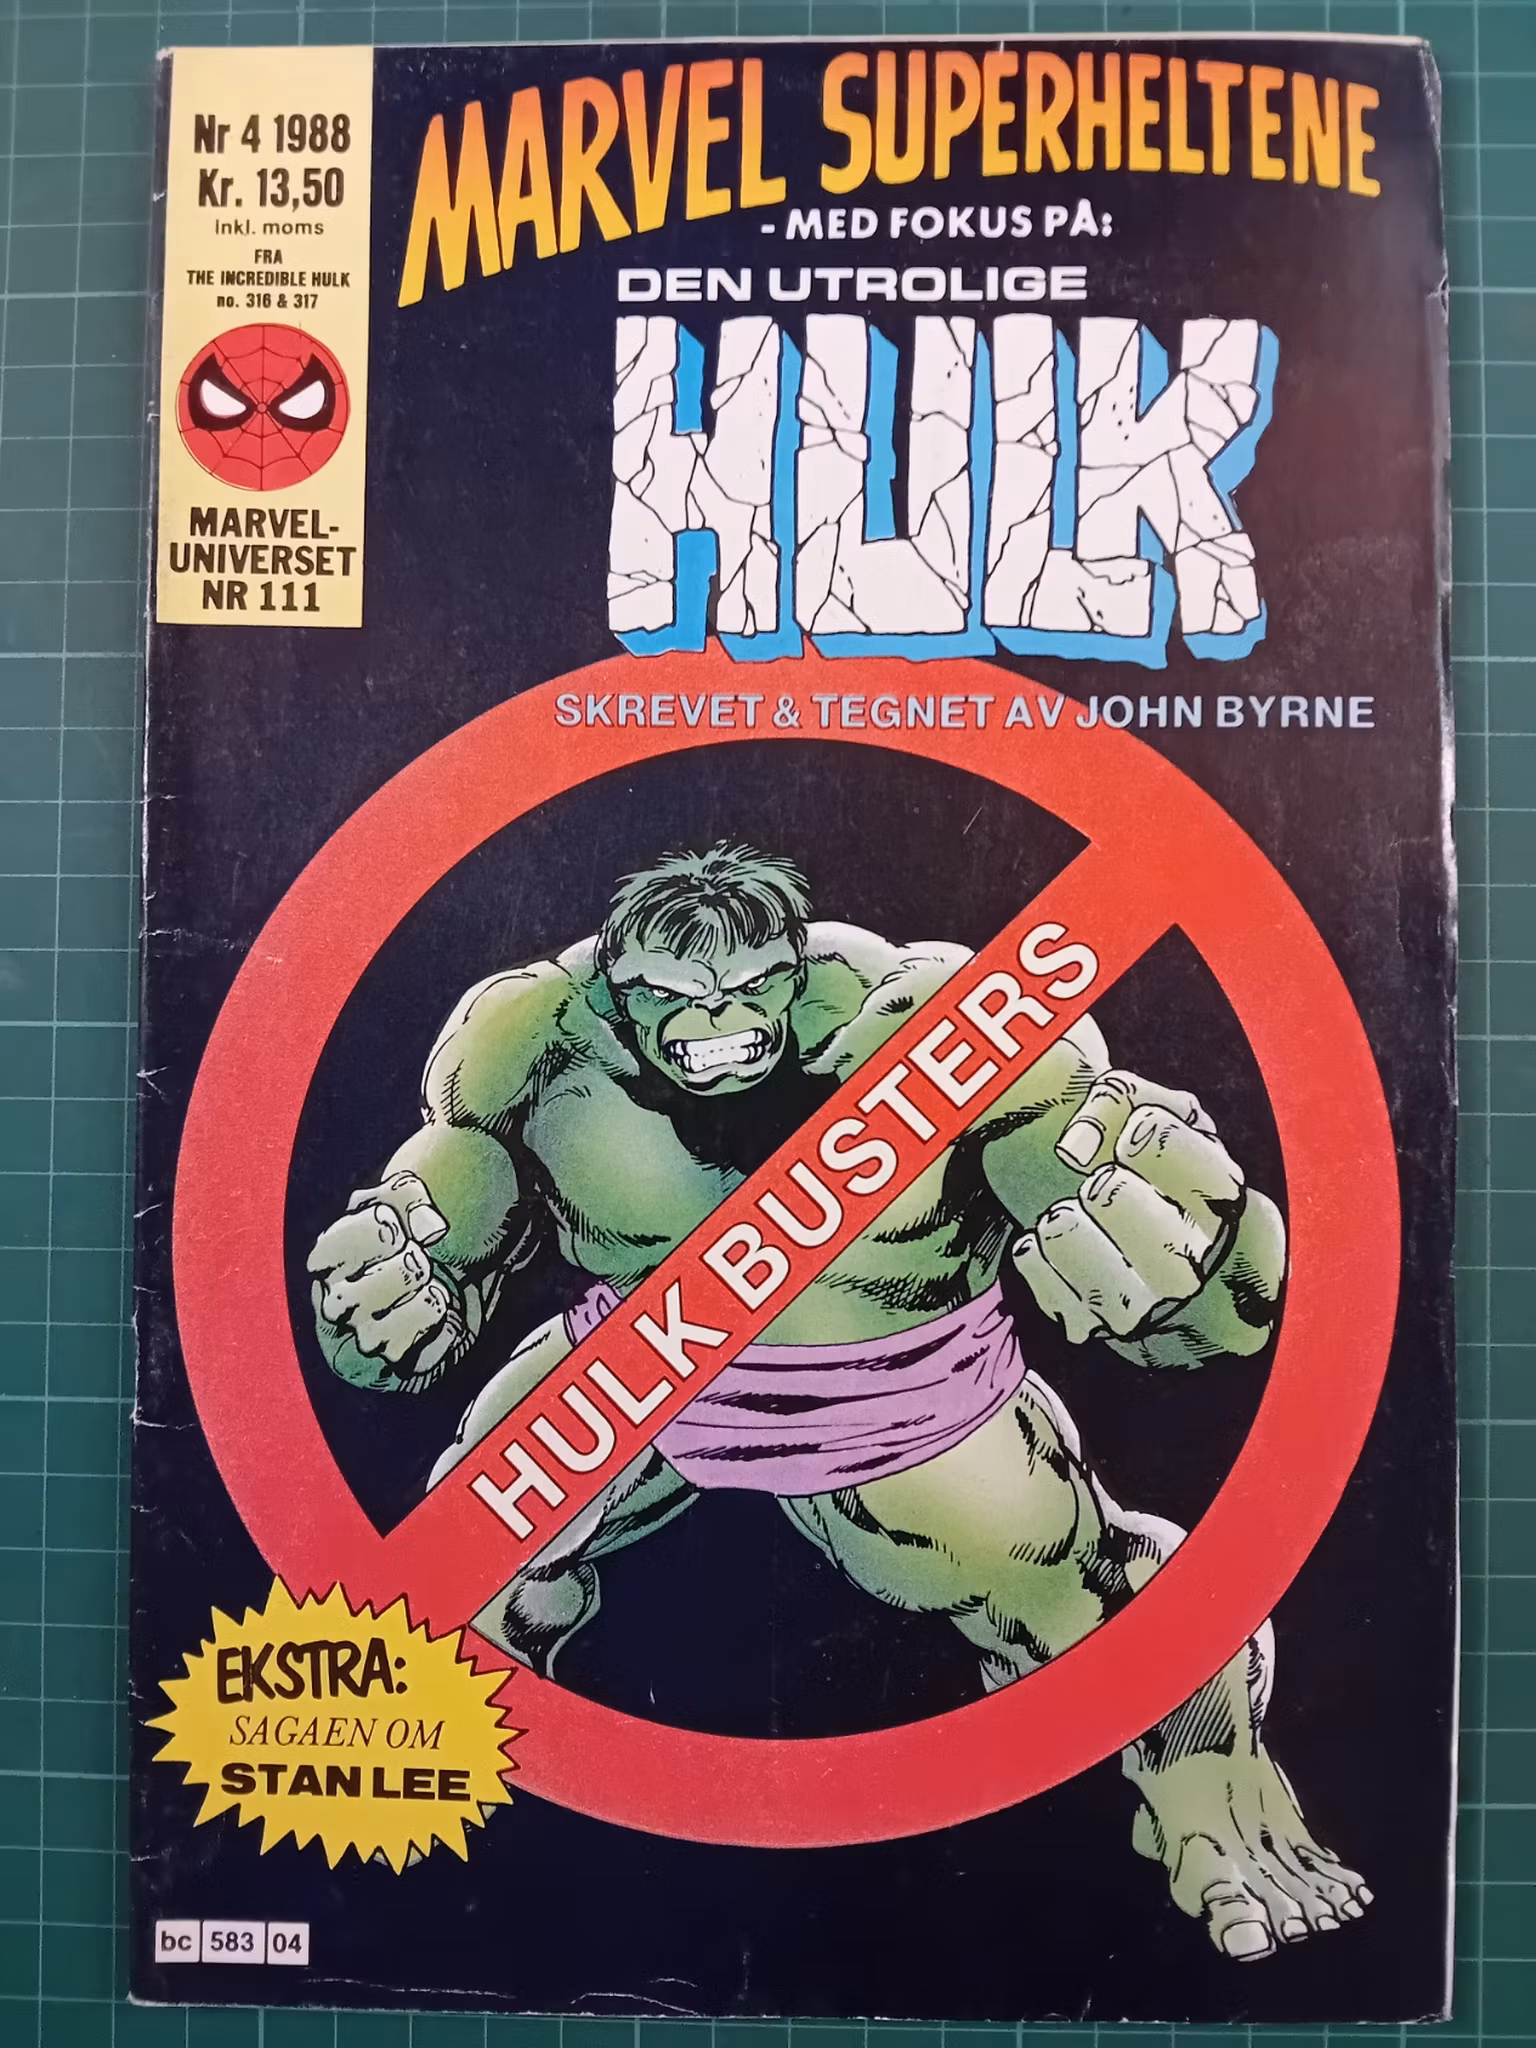 Nr 4 1988
Kr. 13,50
Inkl. moms
FRA
THE INCREDIBLE HULK
no. 316 & 317
MARVEL-
UNIVERSET
NR 111
MARVEL SUPERHELTENE
- MED FOKUS PÅ:
DEN UTROLIGE
HULK
SKREVET & TEGNET AV JOHN BYRNE
HULK BUSTERS
EKSTRA:
SAGAEN OM
STAN LEE
bc 583 04